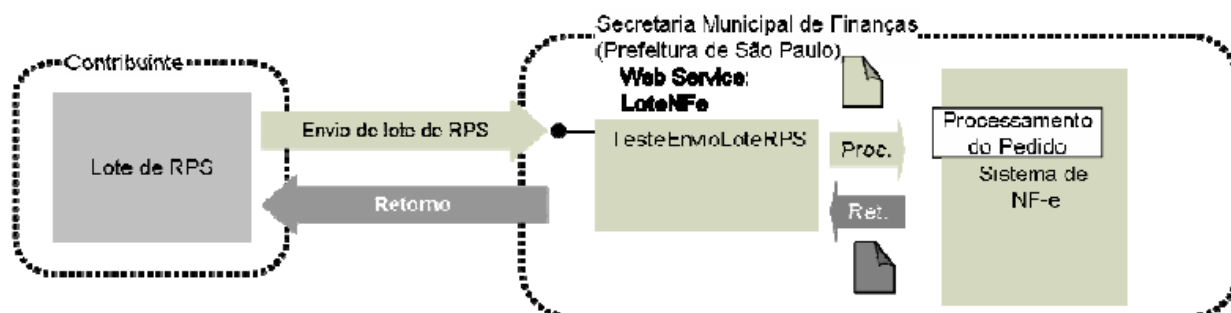 Secretaria Municipal de Finanças
(Prefeitura de São Paulo)
Contribuinte
Web Service:
LoteNFe
Lote de RPS
Envio de lote de RPS
TesteEnvioLoteRPS
Proc.
Processamento
do Pedido
Sistema de
NF-e
Retorno
Ret.